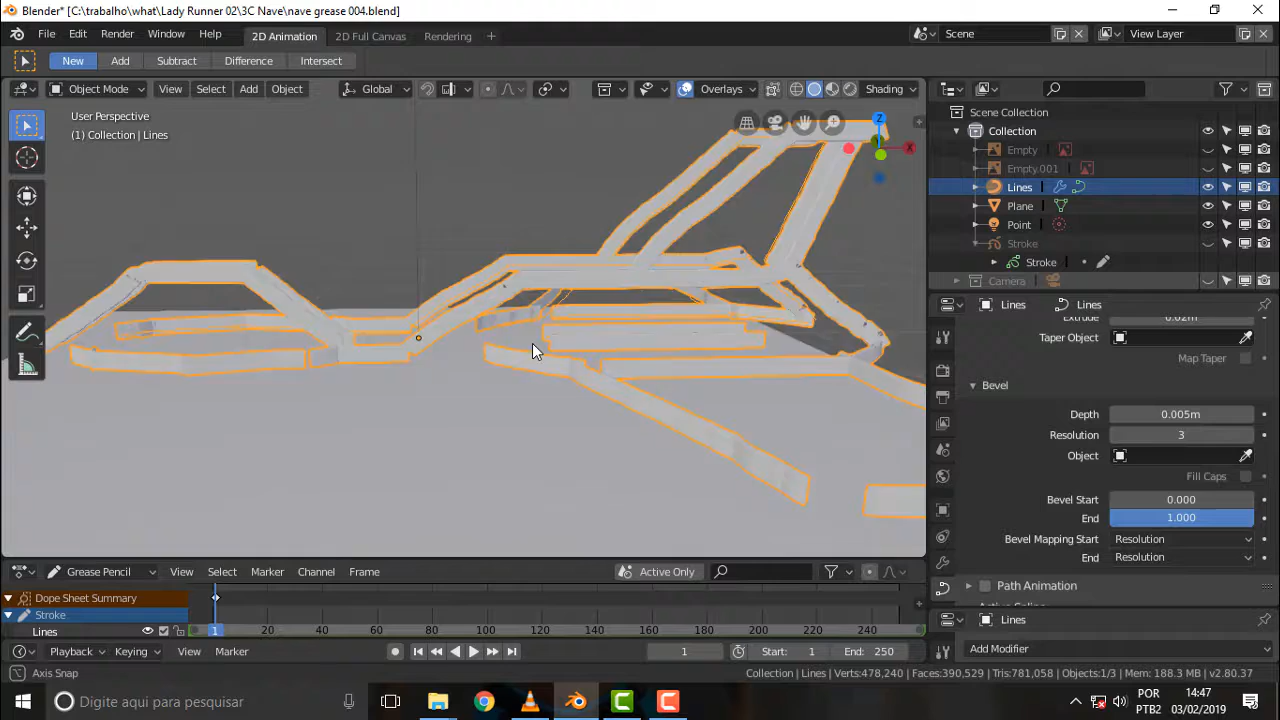 Blender* [C:\trabalho\what\Lady Runner 02\3C Nave\nave grease 004.blend]
File Edit Render Window Help 2D Animation 2D Full Canvas Rendering + Scene View Layer
New Add Subtract Difference Intersect
Object Mode View Select Add Object Global Overlays Shading
User Perspective
(1) Collection | Lines
Z
X
Scene Collection
Collection
Empty
Empty.001
Lines
Plane
Point
Stroke
Stroke
Camera
Lines Lines
Extrude 0.02m
Taper Object
Map Taper
Bevel
Depth 0.005m
Resolution 3
Object
Fill Caps
Bevel Start 0.000
End 1.000
Bevel Mapping Start Resolution
End Resolution
Path Animation
Active Spline
Lines
Add Modifier
Grease Pencil View Select Marker Channel Frame Active Only
Dope Sheet Summary
Stroke
Lines
1 20 40 60 80 100 120 140 160 180 200 220 240
Playback Keying View Marker 1 Start: 1 End: 250
Axis Snap Collection | Lines | Verts:478,240 | Faces:390,529 | Tris:781,058 | Objects:1/3 | Mem: 188.3 MB | v2.80.37
Digite aqui para pesquisar
POR
PTB2
14:47
03/02/2019